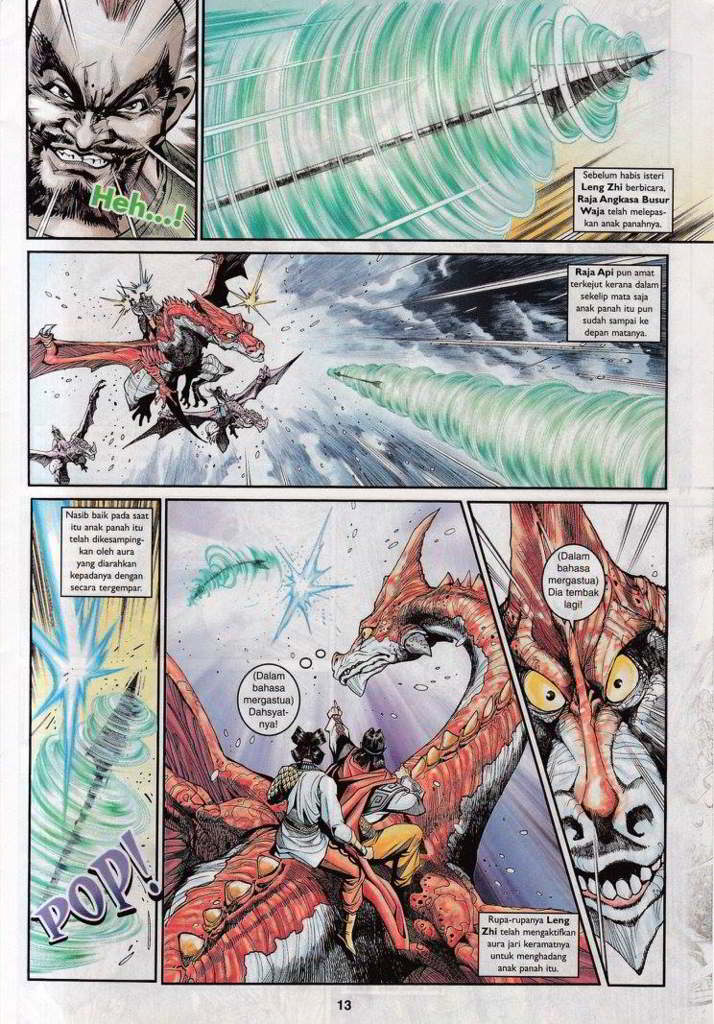 Heh...!
Sebelum habis isteri
Leng Zhi berbicara,
Raja Angkasa Busur
Waja telah melepas-
kan anak panahnya.
Raja Api pun amat
terkejut kerana dalam
sekelip mata saja
anak panah itu pun
sudah sampai ke
depan matanya.
Nasib baik pada saat
itu anak panah itu
telah dikesamping-
kan oleh aura
yang diarahkan
kepadanya dengan
secara tergempar.
POP!
(Dalam
bahasa
mergastua)
Dahsyat-
nya!
Rupa-rupanya Leng
Zhi telah mengaktifkan
aura jari keramatnya
untuk menghadang
anak panah itu.
(Dalam
bahasa
mergastua)
Dia tembak
lagi!
13